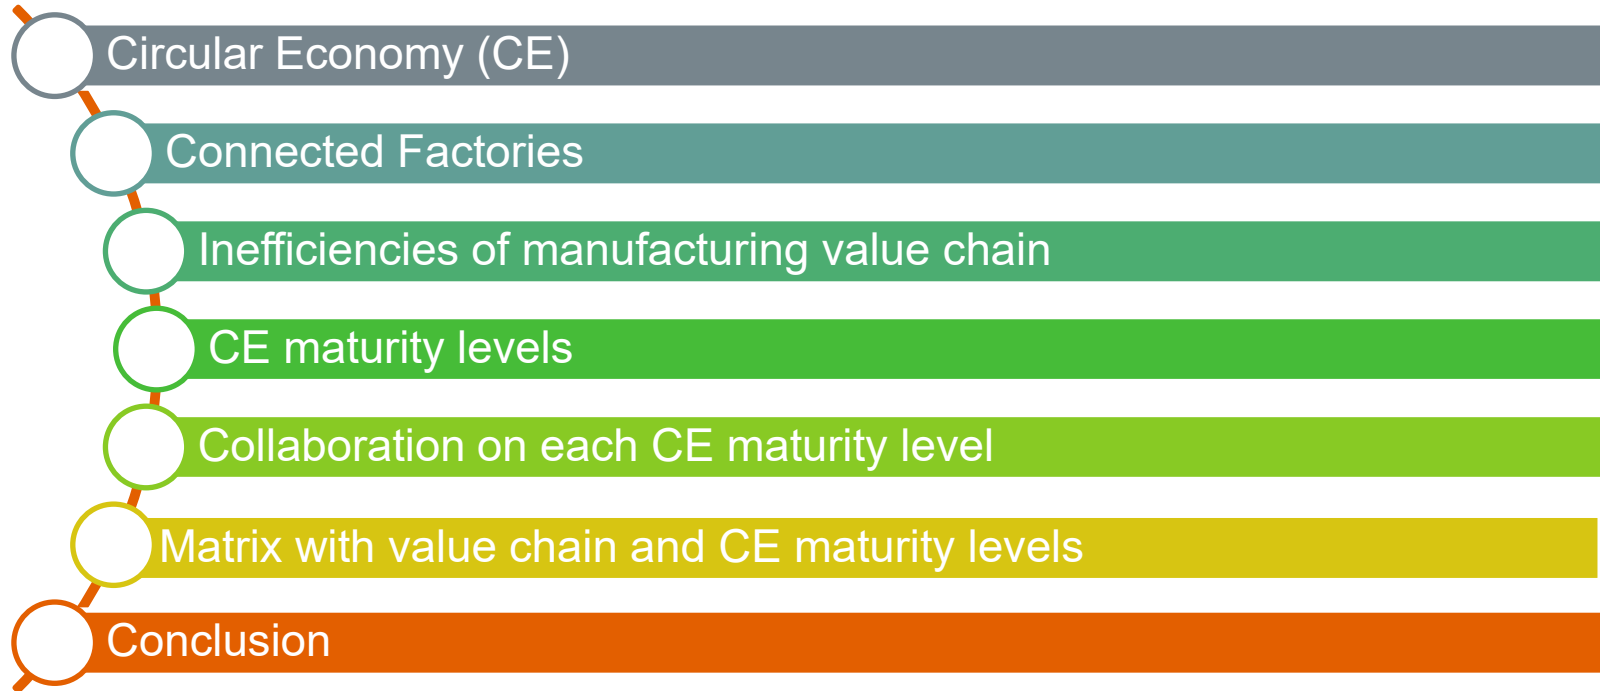 Circular Economy (CE)
Connected Factories
Inefficiencies of manufacturing value chain
CE maturity levels
Collaboration on each CE maturity level
Matrix with value chain and CE maturity levels
Conclusion